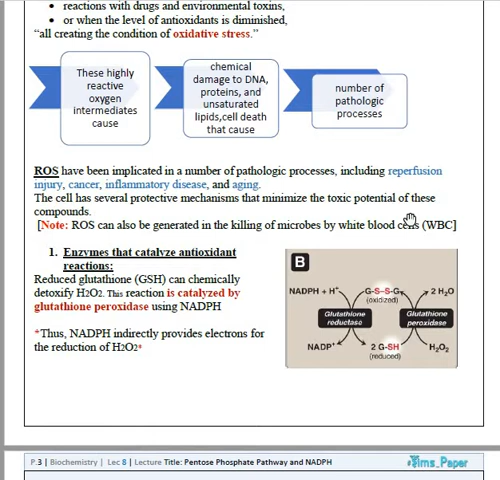 • reactions with drugs and environmental toxins,
• or when the level of antioxidants is diminished,
“all creating the condition of oxidative stress.”
These highly
reactive
oxygen
intermediates
cause
chemical
damage to DNA,
proteins, and
unsaturated
lipids,cell death
that cause
number of
pathologic
processes
ROS have been implicated in a number of pathologic processes, including reperfusion
injury, cancer, inflammatory disease, and aging.
The cell has several protective mechanisms that minimize the toxic potential of these
compounds.
[Note: ROS can also be generated in the killing of microbes by white blood cells (WBC]
1. Enzymes that catalyze antioxidant
reactions:
Reduced glutathione (GSH) can chemically
detoxify H2O2. This reaction is catalyzed by
glutathione peroxidase using NADPH
*Thus, NADPH indirectly provides electrons for
the reduction of H2O2*
B
NADPH + H⁺ G-S-S-G 2 H₂O
(oxidized)
Glutathione
reductase
Glutathione
peroxidase
NADP⁺ 2 G-SH H₂O₂
(reduced)
P.3 | Biochemistry | Lec 8 | Lecture Title: Pentose Phosphate Pathway and NADPH